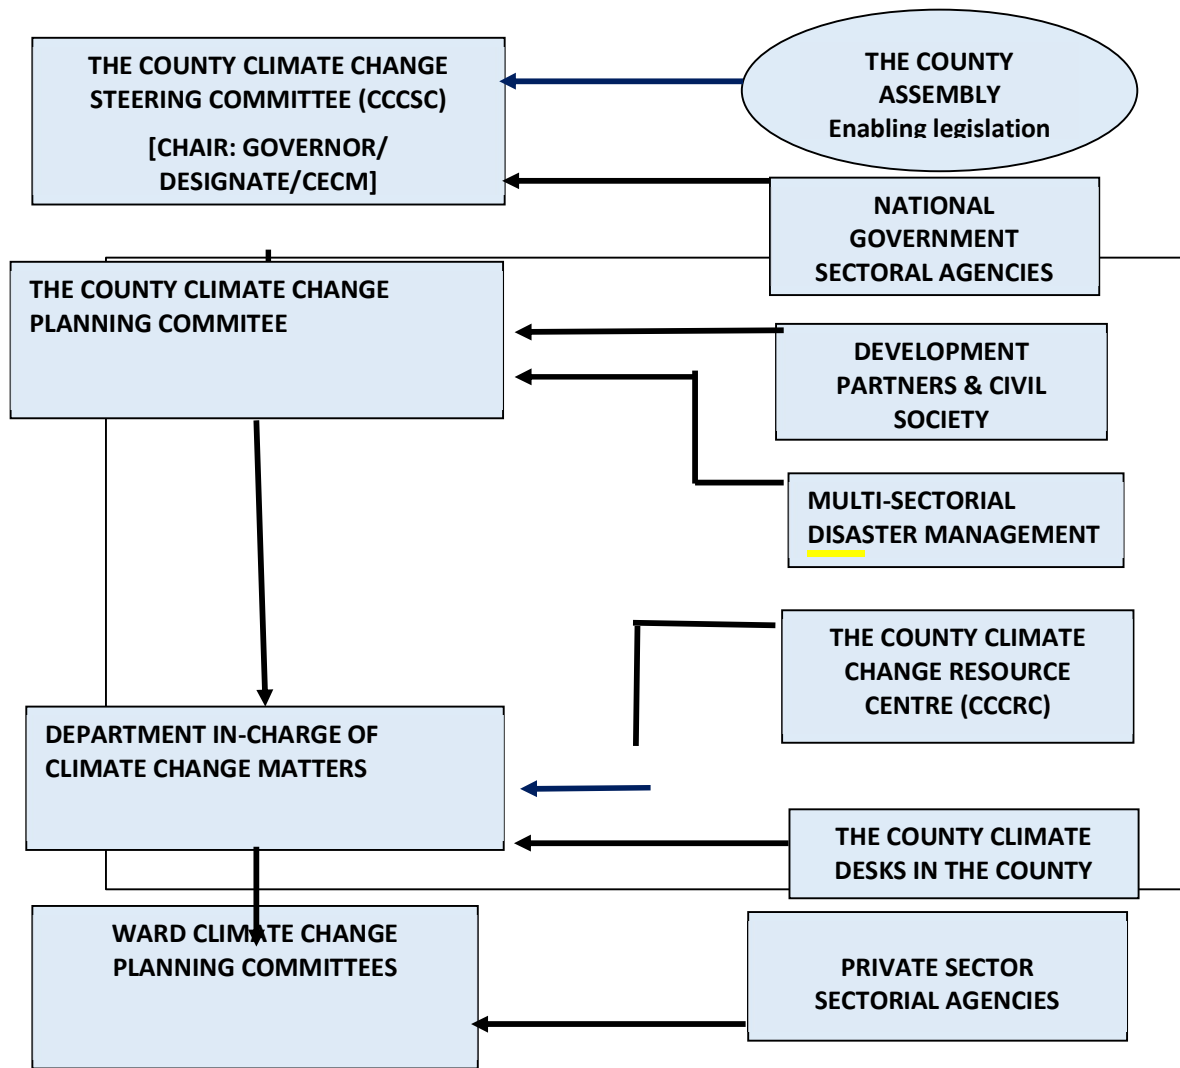 THE COUNTY CLIMATE CHANGE
STEERING COMMITTEE (CCCSC)
[CHAIR: GOVERNOR/
DESIGNATE/CECM]
THE COUNTY
ASSEMBLY
Enabling legislation
NATIONAL
GOVERNMENT
SECTORAL AGENCIES
THE COUNTY CLIMATE CHANGE
PLANNING COMMITEE
DEVELOPMENT
PARTNERS & CIVIL
SOCIETY
MULTI-SECTORIAL
DISASTER MANAGEMENT
THE COUNTY CLIMATE
CHANGE RESOURCE
CENTRE (CCCRC)
DEPARTMENT IN-CHARGE OF
CLIMATE CHANGE MATTERS
THE COUNTY CLIMATE
DESKS IN THE COUNTY
WARD CLIMATE CHANGE
PLANNING COMMITTEES
PRIVATE SECTOR
SECTORIAL AGENCIES